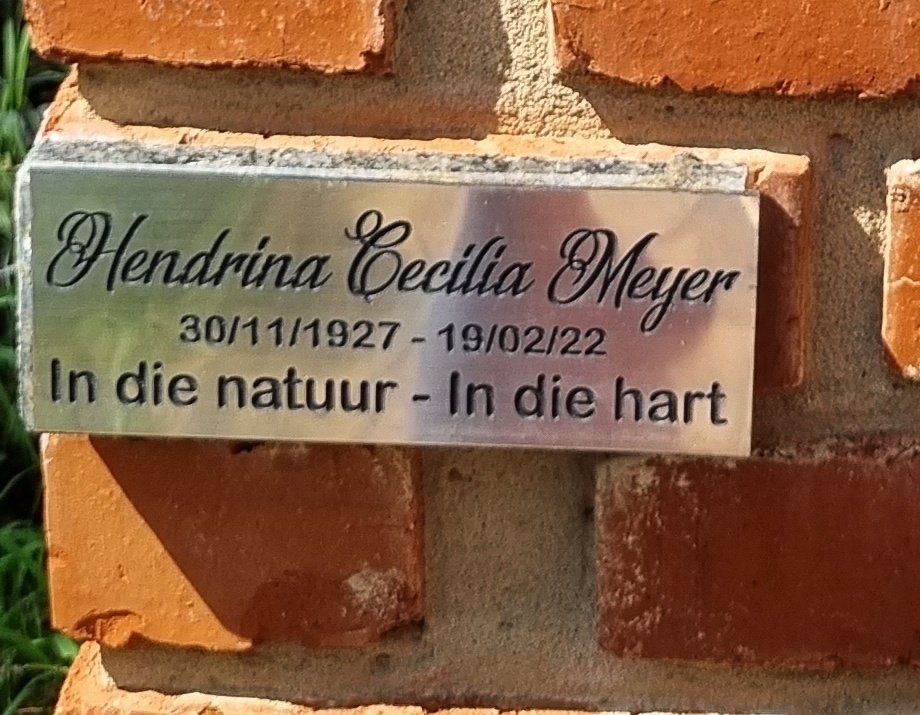 Hendrina Cecilia Meyer
30/11/1927 - 19/02/22
In die natuur - In die hart